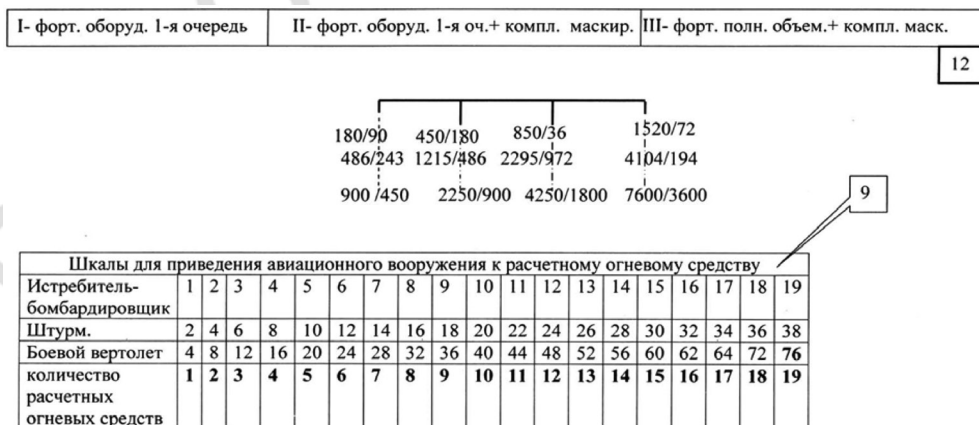 I- форт. оборуд. 1-я очередь II- форт. оборуд. 1-я оч.+ компл. маскир. III- форт. полн. объем.+ компл. маск.
12
180/90 450/180 850/36 1520/72
486/243 1215/486 2295/972 4104/194
900 /450 2250/900 4250/1800 7600/3600
9
Шкалы для приведения авиационного вооружения к расчетному огневому средству
Истребитель- 1 2 3 4 5 6 7 8 9 10 11 12 13 14 15 16 17 18 19
бомбардировщик
Штурм. 2 4 6 8 10 12 14 16 18 20 22 24 26 28 30 32 34 36 38
Боевой вертолет 4 8 12 16 20 24 28 32 36 40 44 48 52 56 60 62 64 72 76
количество 1 2 3 4 5 6 7 8 9 10 11 12 13 14 15 16 17 18 19
расчетных
огневых средств